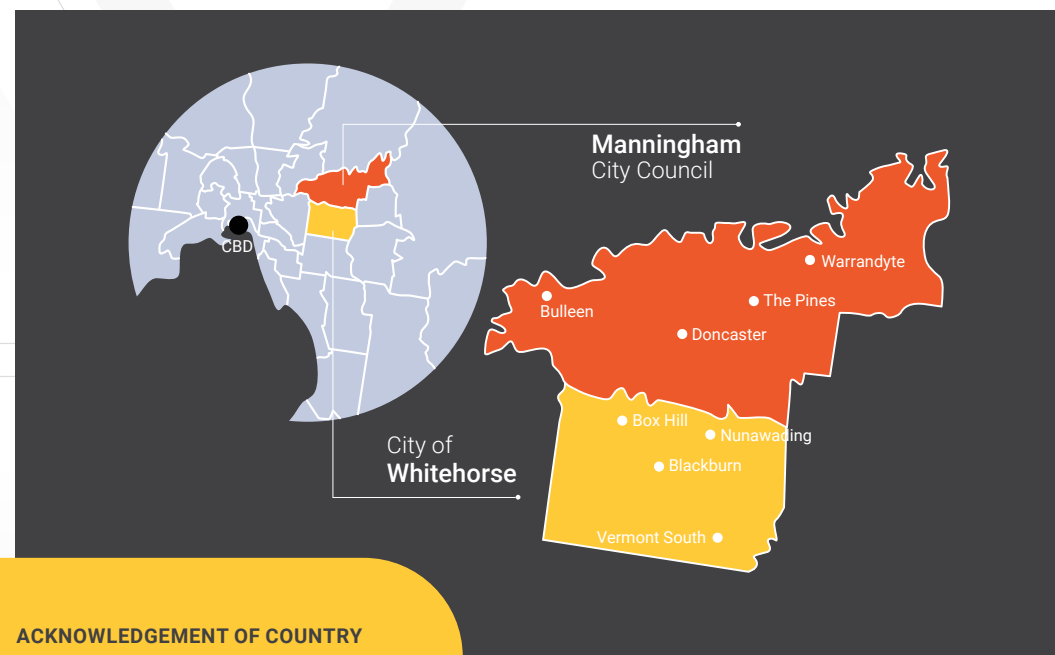 Manningham
City Council
CBD
Warrandyte
The Pines
Bulleen
Doncaster
Box Hill
Nunawading
City of
Whitehorse
Blackburn
Vermont South
ACKNOWLEDGEMENT OF COUNTRY